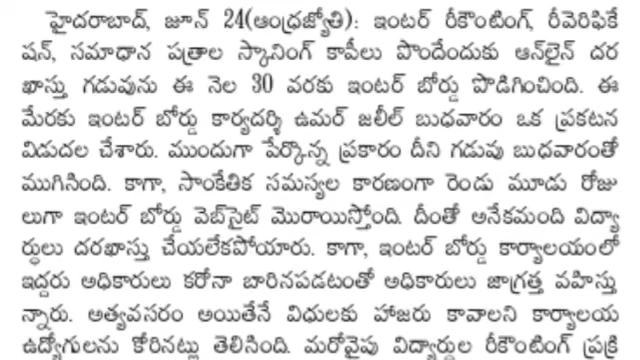 హైదరాబాద్, జూన్ 24(ఆంధ్రజ్యోతి): ఇంటర్ రీకౌంటింగ్, రీవెరిఫికే
షన్, సమాధాన పత్రాల స్కానింగ్ కాపీలు పొందేందుకు ఆన్‌లైన్ దర
ఖాస్తు గడువును ఈ నెల 30 వరకు ఇంటర్ బోర్డు పొడిగించింది. ఈ
మేరకు ఇంటర్ బోర్డు కార్యదర్శి ఉమర్ జలీల్ బుధవారం ఒక ప్రకటన
విడుదల చేశారు. ముందుగా పేర్కొన్న ప్రకారం దీని గడువు బుధవారంతో
ముగిసింది. కాగా, సాంకేతిక సమస్యల కారణంగా రెండు మూడు రోజు
లుగా ఇంటర్ బోర్డు వెబ్‌సైట్ మొరాయిస్తోంది. దీంతో అనేకమంది విద్యా
ర్థులు దరఖాస్తు చేయలేకపోయారు. కాగా, ఇంటర్ బోర్డు కార్యాలయంలో
ఇద్దరు అధికారులు కరోనా బారినపడటంతో అధికారులు జాగ్రత్త వహిస్తు
న్నారు. అత్యవసరం అయితేనే విధులకు హాజరు కావాలని కార్యాలయ
ఉద్యోగులను కోరినట్లు తెలిసింది. మరోవైపు విద్యార్థుల రీకౌంటింగ్ ప్రక్రి